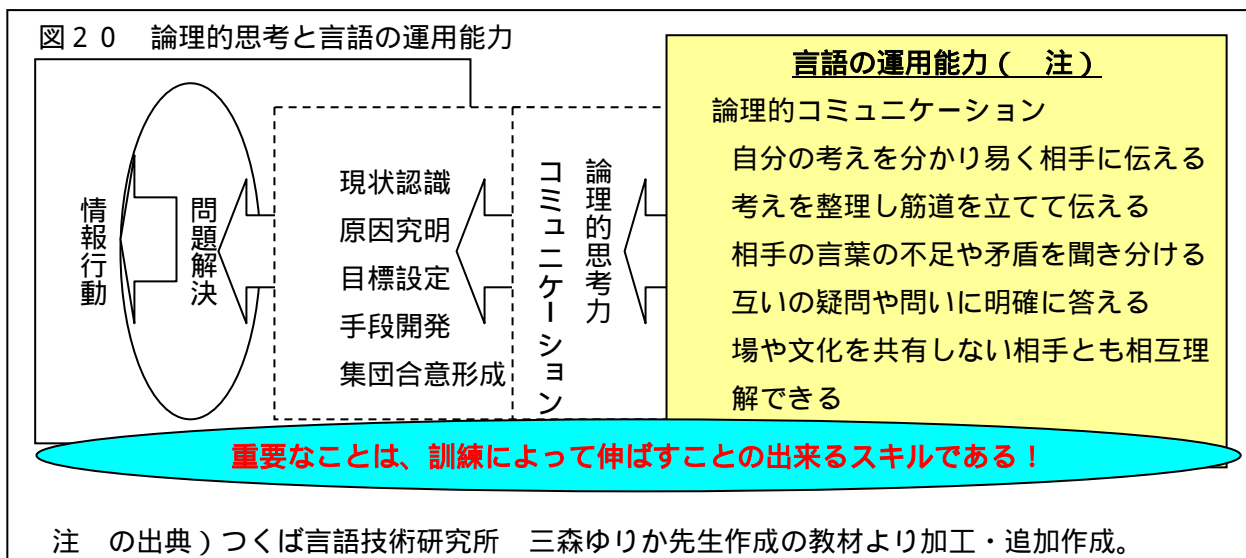 図20 論理的思考と言語の運用能力
言語の運用能力( 注)
論理的コミュニケーション
自分の考えを分かり易く相手に伝える
考えを整理し筋道を立てて伝える
相手の言葉の不足や矛盾を聞き分ける
互いの疑問や問いに明確に答える
場や文化を共有しない相手とも相互理
解できる
論理的思考力
コミュニケーション
現状認識
原因究明
目標設定
手段開発
集団合意形成
問題解決
情報行動
重要なことは、訓練によって伸ばすことの出来るスキルである!
注 の出典)つくば言語技術研究所 三森ゆりか先生作成の教材より加工・追加作成。